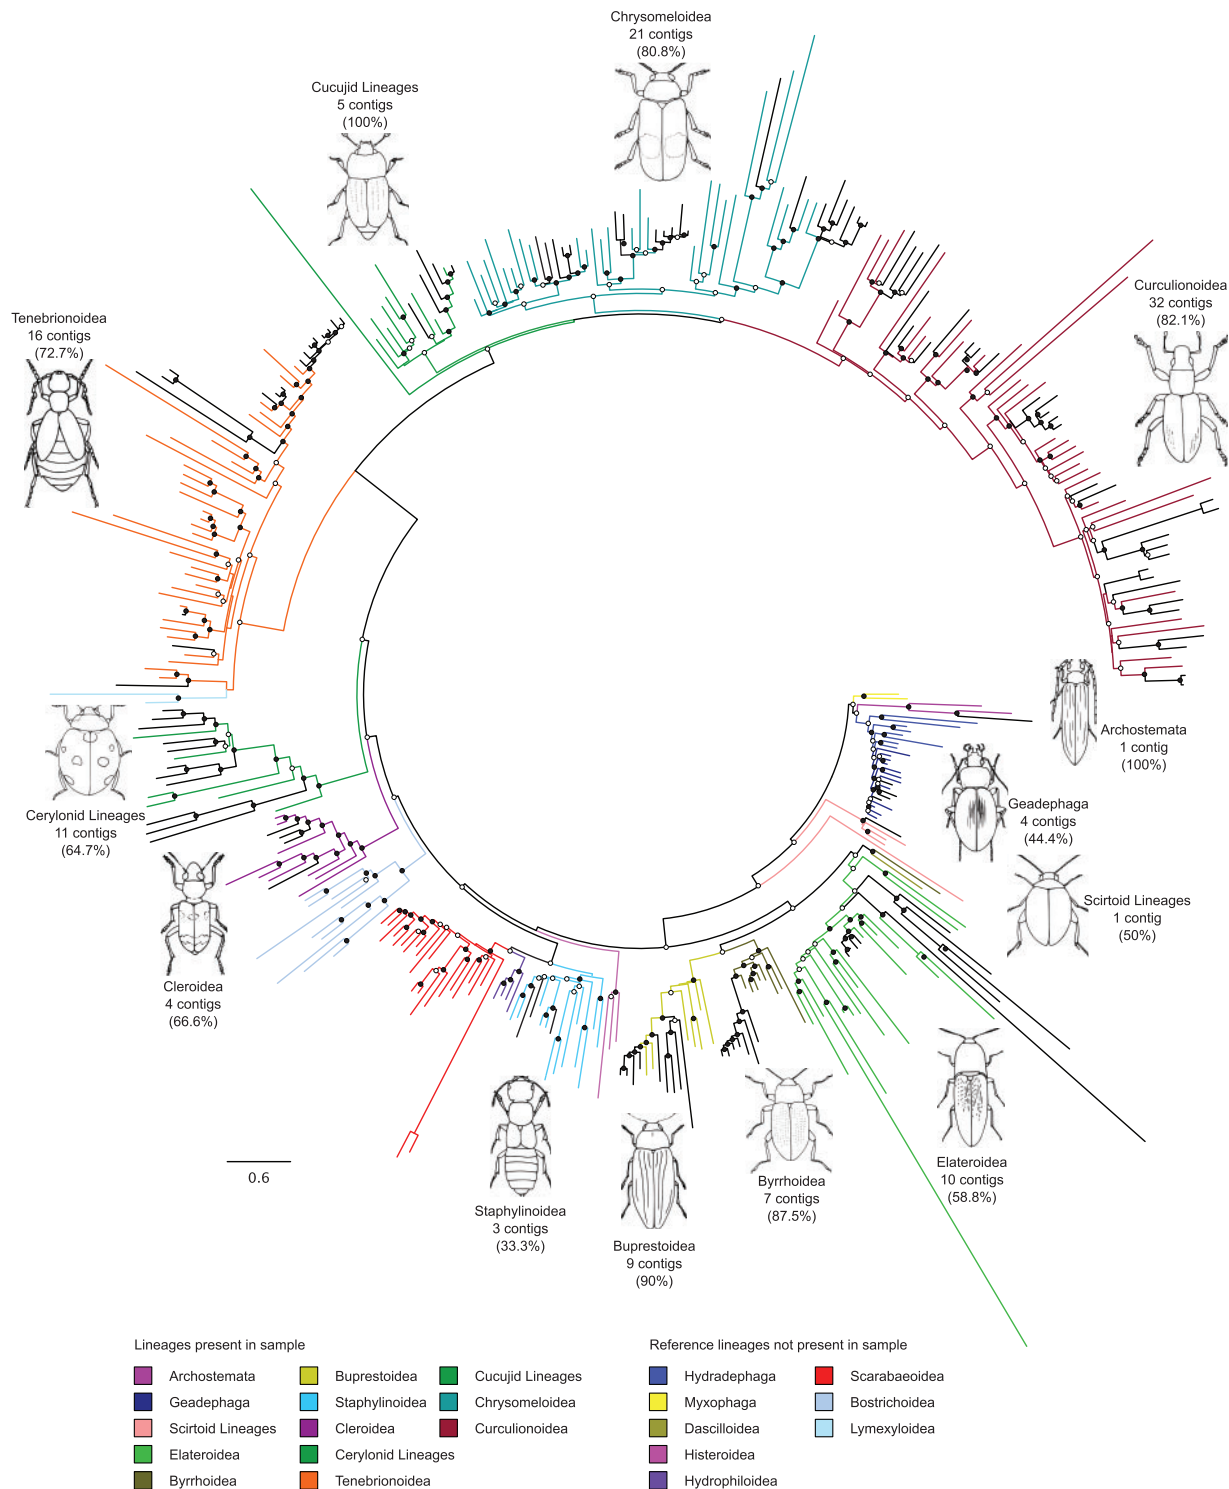 Chrysomeloidea
21 contigs
(80.8%)
Cucujid Lineages
5 contigs
(100%)
Curculionoidea
32 contigs
(82.1%)
Tenebrionoidea
16 contigs
(72.7%)
Archostemata
1 contig
(100%)
Geadephaga
4 contigs
(44.4%)
Cerylonid Lineages
11 contigs
(64.7%)
Scirtoid Lineages
1 contig
(50%)
Cleroidea
4 contigs
(66.6%)
Elateroidea
10 contigs
(58.8%)
0.6
Byrrhoidea
7 contigs
(87.5%)
Staphylinoidea
3 contigs
(33.3%)
Buprestoidea
9 contigs
(90%)
Lineages present in sample
Archostemata
Geadephaga
Scirtoid Lineages
Elateroidea
Byrrhoidea
Buprestoidea
Staphylinoidea
Cleroidea
Cerylonid Lineages
Tenebrionoidea
Cucujid Lineages
Chrysomeloidea
Curculionoidea
Reference lineages not present in sample
Hydradephaga
Myxophaga
Dascilloidea
Histeroidea
Hydrophiloidea
Scarabaeoidea
Bostrichoidea
Lymexyloidea